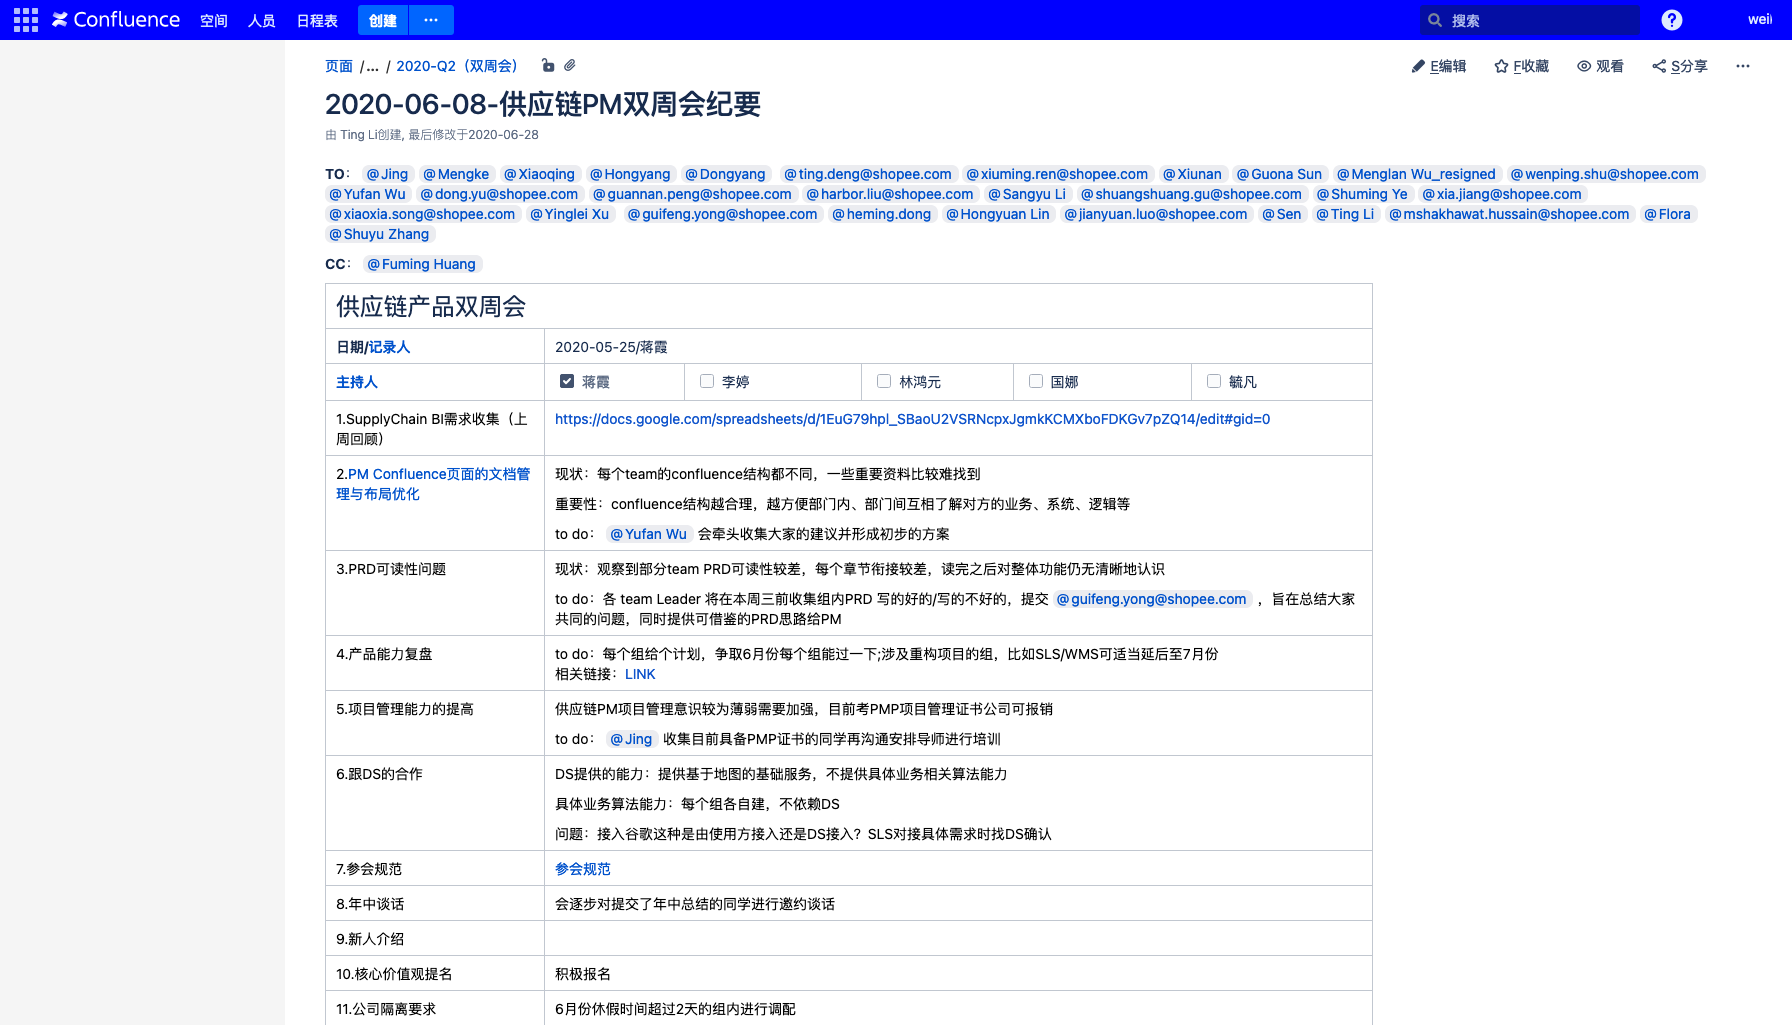 Confluence 空间 人员 日程表 创建 ··· 搜索 ? wei
页面 /... / 2020-Q2（双周会） E编辑 F收藏 观看 S分享 ···
2020-06-08-供应链PM双周会纪要
由 Ting Li创建, 最后修改于2020-06-28
TO： @Jing @Mengke @Xiaoqing @Hongyang @Dongyang @ting.deng@shopee.com @xiuming.ren@shopee.com @Xiunan @Guona Sun @Menglan Wu_resigned @wenping.shu@shopee.com
@Yufan Wu @dong.yu@shopee.com @guannan.peng@shopee.com @harbor.liu@shopee.com @Sangyu Li @shuangshuang.gu@shopee.com @Shuming Ye @xia.jiang@shopee.com
@xiaoxia.song@shopee.com @Yinglei Xu @guifeng.yong@shopee.com @heming.dong @Hongyuan Lin @jianyuan.luo@shopee.com @Sen @Ting Li @mshakhawat.hussain@shopee.com @Flora
@Shuyu Zhang
CC： @Fuming Huang
供应链产品双周会
日期/记录人 2020-05-25/蒋霞
主持人 蒋霞 李婷 林鸿元 国娜 毓凡
1.SupplyChain BI需求收集（上
周回顾）
https://docs.google.com/spreadsheets/d/1EuG79hpl_SBaoU2VSRNcpxJgmkKCMXboFDKGv7pZQ14/edit#gid=0
2.PM Confluence页面的文档管
理与布局优化
现状：每个team的confluence结构都不同，一些重要资料比较难找到
重要性：confluence结构越合理，越方便部门内、部门间互相了解对方的业务、系统、逻辑等
to do： @Yufan Wu 会牵头收集大家的建议并形成初步的方案
3.PRD可读性问题
现状：观察到部分team PRD可读性较差，每个章节衔接较差，读完之后对整体功能仍无清晰地认识
to do：各 team Leader 将在本周三前收集组内PRD 写的好的/写的不好的，提交 @guifeng.yong@shopee.com ，旨在总结大家
共同的问题，同时提供可借鉴的PRD思路给PM
4.产品能力复盘
to do：每个组给个计划，争取6月份每个组能过一下;涉及重构项目的组，比如SLS/WMS可适当延后至7月份
相关链接：LINK
5.项目管理能力的提高
供应链PM项目管理意识较为薄弱需要加强，目前考PMP项目管理证书公司可报销
to do： @Jing 收集目前具备PMP证书的同学再沟通安排导师进行培训
6.跟DS的合作
DS提供的能力：提供基于地图的基础服务，不提供具体业务相关算法能力
具体业务算法能力：每个组各自建，不依赖DS
问题：接入谷歌这种是由使用方接入还是DS接入？SLS对接具体需求时找DS确认
7.参会规范 参会规范
8.年中谈话 会逐步对提交了年中总结的同学进行邀约谈话
9.新人介绍
10.核心价值观提名 积极报名
11.公司隔离要求 6月份休假时间超过2天的组内进行调配